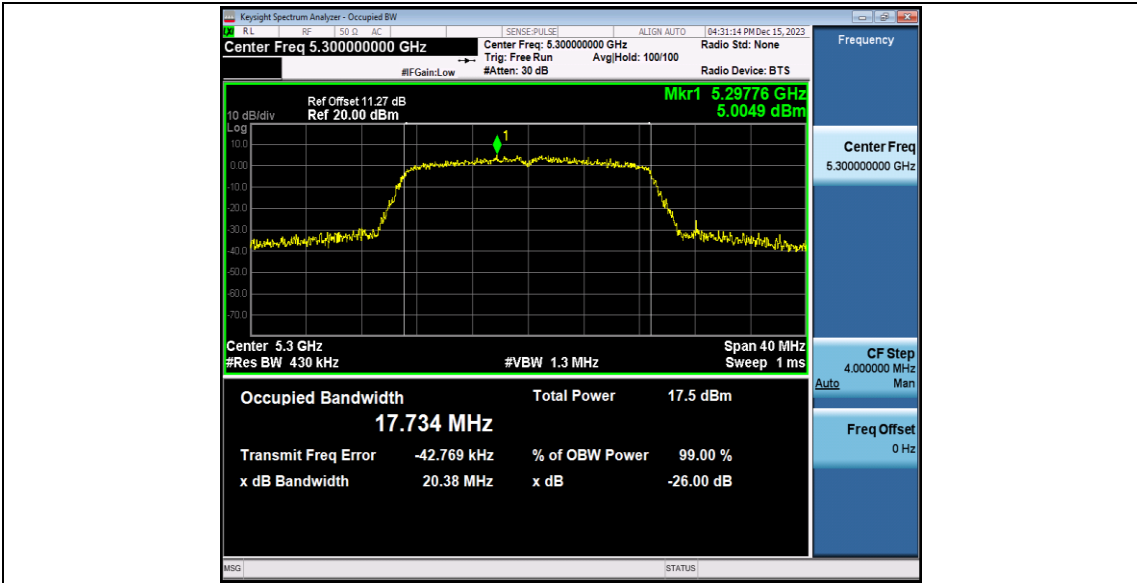 Keysight Spectrum Analyzer - Occupied BW
RL RF 50 Ω AC SENSE:PULSE ALIGN AUTO 04:31:14 PM Dec 15, 2023
Center Freq 5.300000000 GHz
Center Freq: 5.300000000 GHz
Radio Std: None
Trig: Free Run Avg|Hold: 100/100
#IFGain:Low
#Atten: 30 dB
Radio Device: BTS
Ref Offset 11.27 dB
Mkr1 5.29776 GHz
10 dB/div Ref 20.00 dBm
5.0049 dBm
Log
10.0
1
0.00
-10.0
-20.0
-30.0
-40.0
-50.0
-60.0
-70.0
Center 5.3 GHz
Span 40 MHz
#Res BW 430 kHz
#VBW 1.3 MHz
Sweep 1 ms
Occupied Bandwidth
Total Power 17.5 dBm
17.734 MHz
Transmit Freq Error -42.769 kHz
% of OBW Power 99.00 %
x dB Bandwidth 20.38 MHz
x dB -26.00 dB
MSG
STATUS
Frequency
Center Freq
5.300000000 GHz
CF Step
4.000000 MHz
Auto Man
Freq Offset
0 Hz